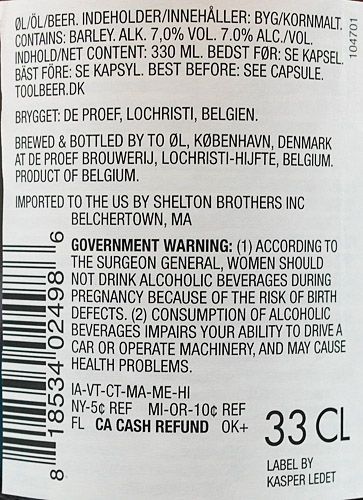 ØL/ÖL/BEER. INDEHOLDER/INNEHÅLLER: BYG/KORNMALT.
CONTAINS: BARLEY. ALK. 7,0% VOL. 7.0% ALC./VOL.
INDHOLD/NET CONTENT: 330 ML. BEDST FØR: SE KAPSEL.
BÄST FÖRE: SE KAPSYL. BEST BEFORE: SEE CAPSULE.
TOOLBEER.DK
104701
BRYGGET: DE PROEF, LOCHRISTI, BELGIEN.
BREWED & BOTTLED BY TO ØL, KØBENHAVN, DENMARK
AT DE PROEF BROUWERIJ, LOCHRISTI-HIJFTE, BELGIUM.
PRODUCT OF BELGIUM.
IMPORTED TO THE US BY SHELTON BROTHERS INC
BELCHERTOWN, MA
GOVERNMENT WARNING: (1) ACCORDING TO
THE SURGEON GENERAL, WOMEN SHOULD
NOT DRINK ALCOHOLIC BEVERAGES DURING
PREGNANCY BECAUSE OF THE RISK OF BIRTH
DEFECTS. (2) CONSUMPTION OF ALCOHOLIC
BEVERAGES IMPAIRS YOUR ABILITY TO DRIVE A
CAR OR OPERATE MACHINERY, AND MAY CAUSE
HEALTH PROBLEMS.
8 18534 02498 6
IA-VT-CT-MA-ME-HI
NY-5¢ REF MI-OR-10¢ REF
FL CA CASH REFUND OK+
33 CL
LABEL BY
KASPER LEDET